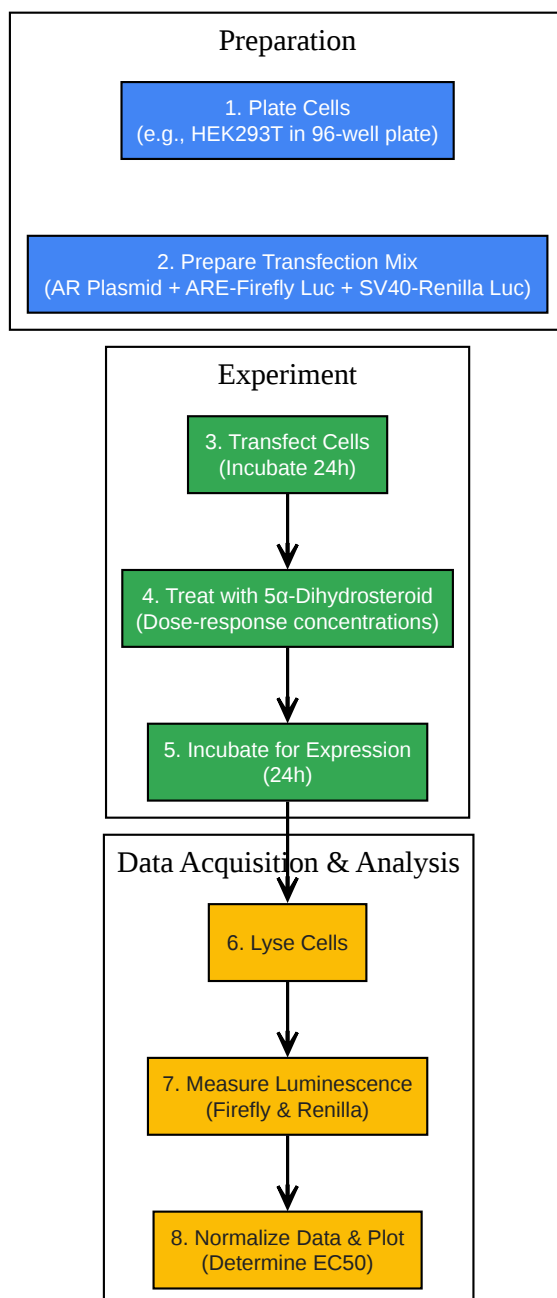 Preparation
1. Plate Cells
(e.g., HEK293T in 96-well plate)
2. Prepare Transfection Mix
(AR Plasmid + ARE-Firefly Luc + SV40-Renilla Luc)
Experiment
3. Transfect Cells
(Incubate 24h)
4. Treat with 5α-Dihydrosteroid
(Dose-response concentrations)
5. Incubate for Expression
(24h)
Data Acquisition & Analysis
6. Lyse Cells
7. Measure Luminescence
(Firefly & Renilla)
8. Normalize Data & Plot
(Determine EC50)